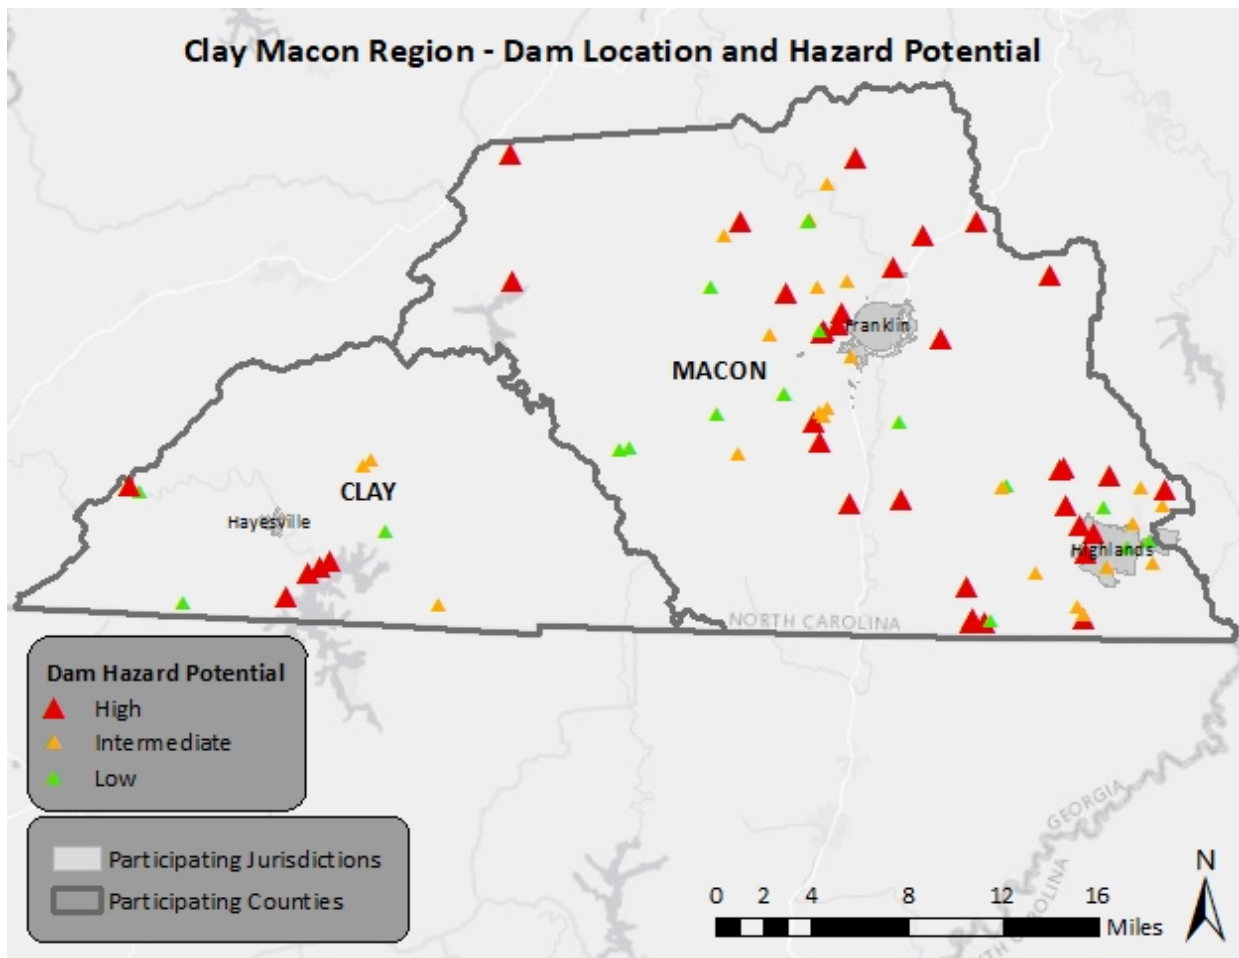 Clay Macon Region - Dam Location and Hazard Potential
Franklin
MACON
CLAY
Hayesville
Highlands
NORTH CAROLINA
Dam Hazard Potential
High
Intermediate
Low
GEORGIA
Participating Jurisdictions
Participating Counties
0 2 4 8 12 16
Miles
N
CAROLINA